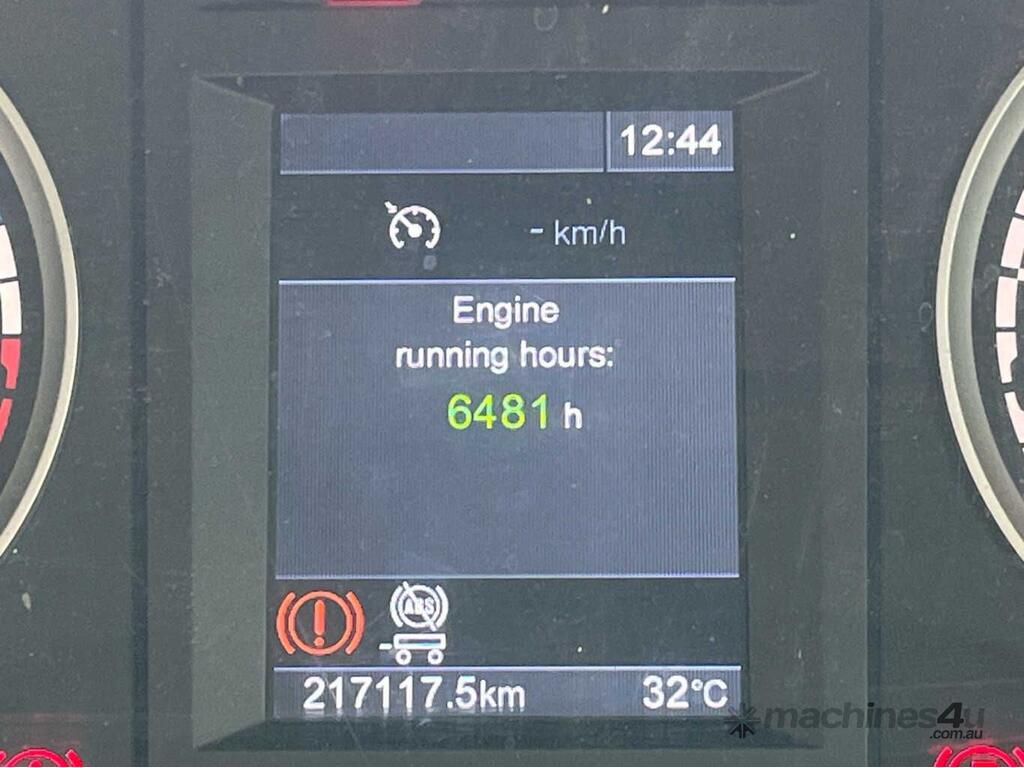 12:44
- km/h
Engine
running hours:
6481 h
ABS
217117.5km 32°C
machines4u
.com.au